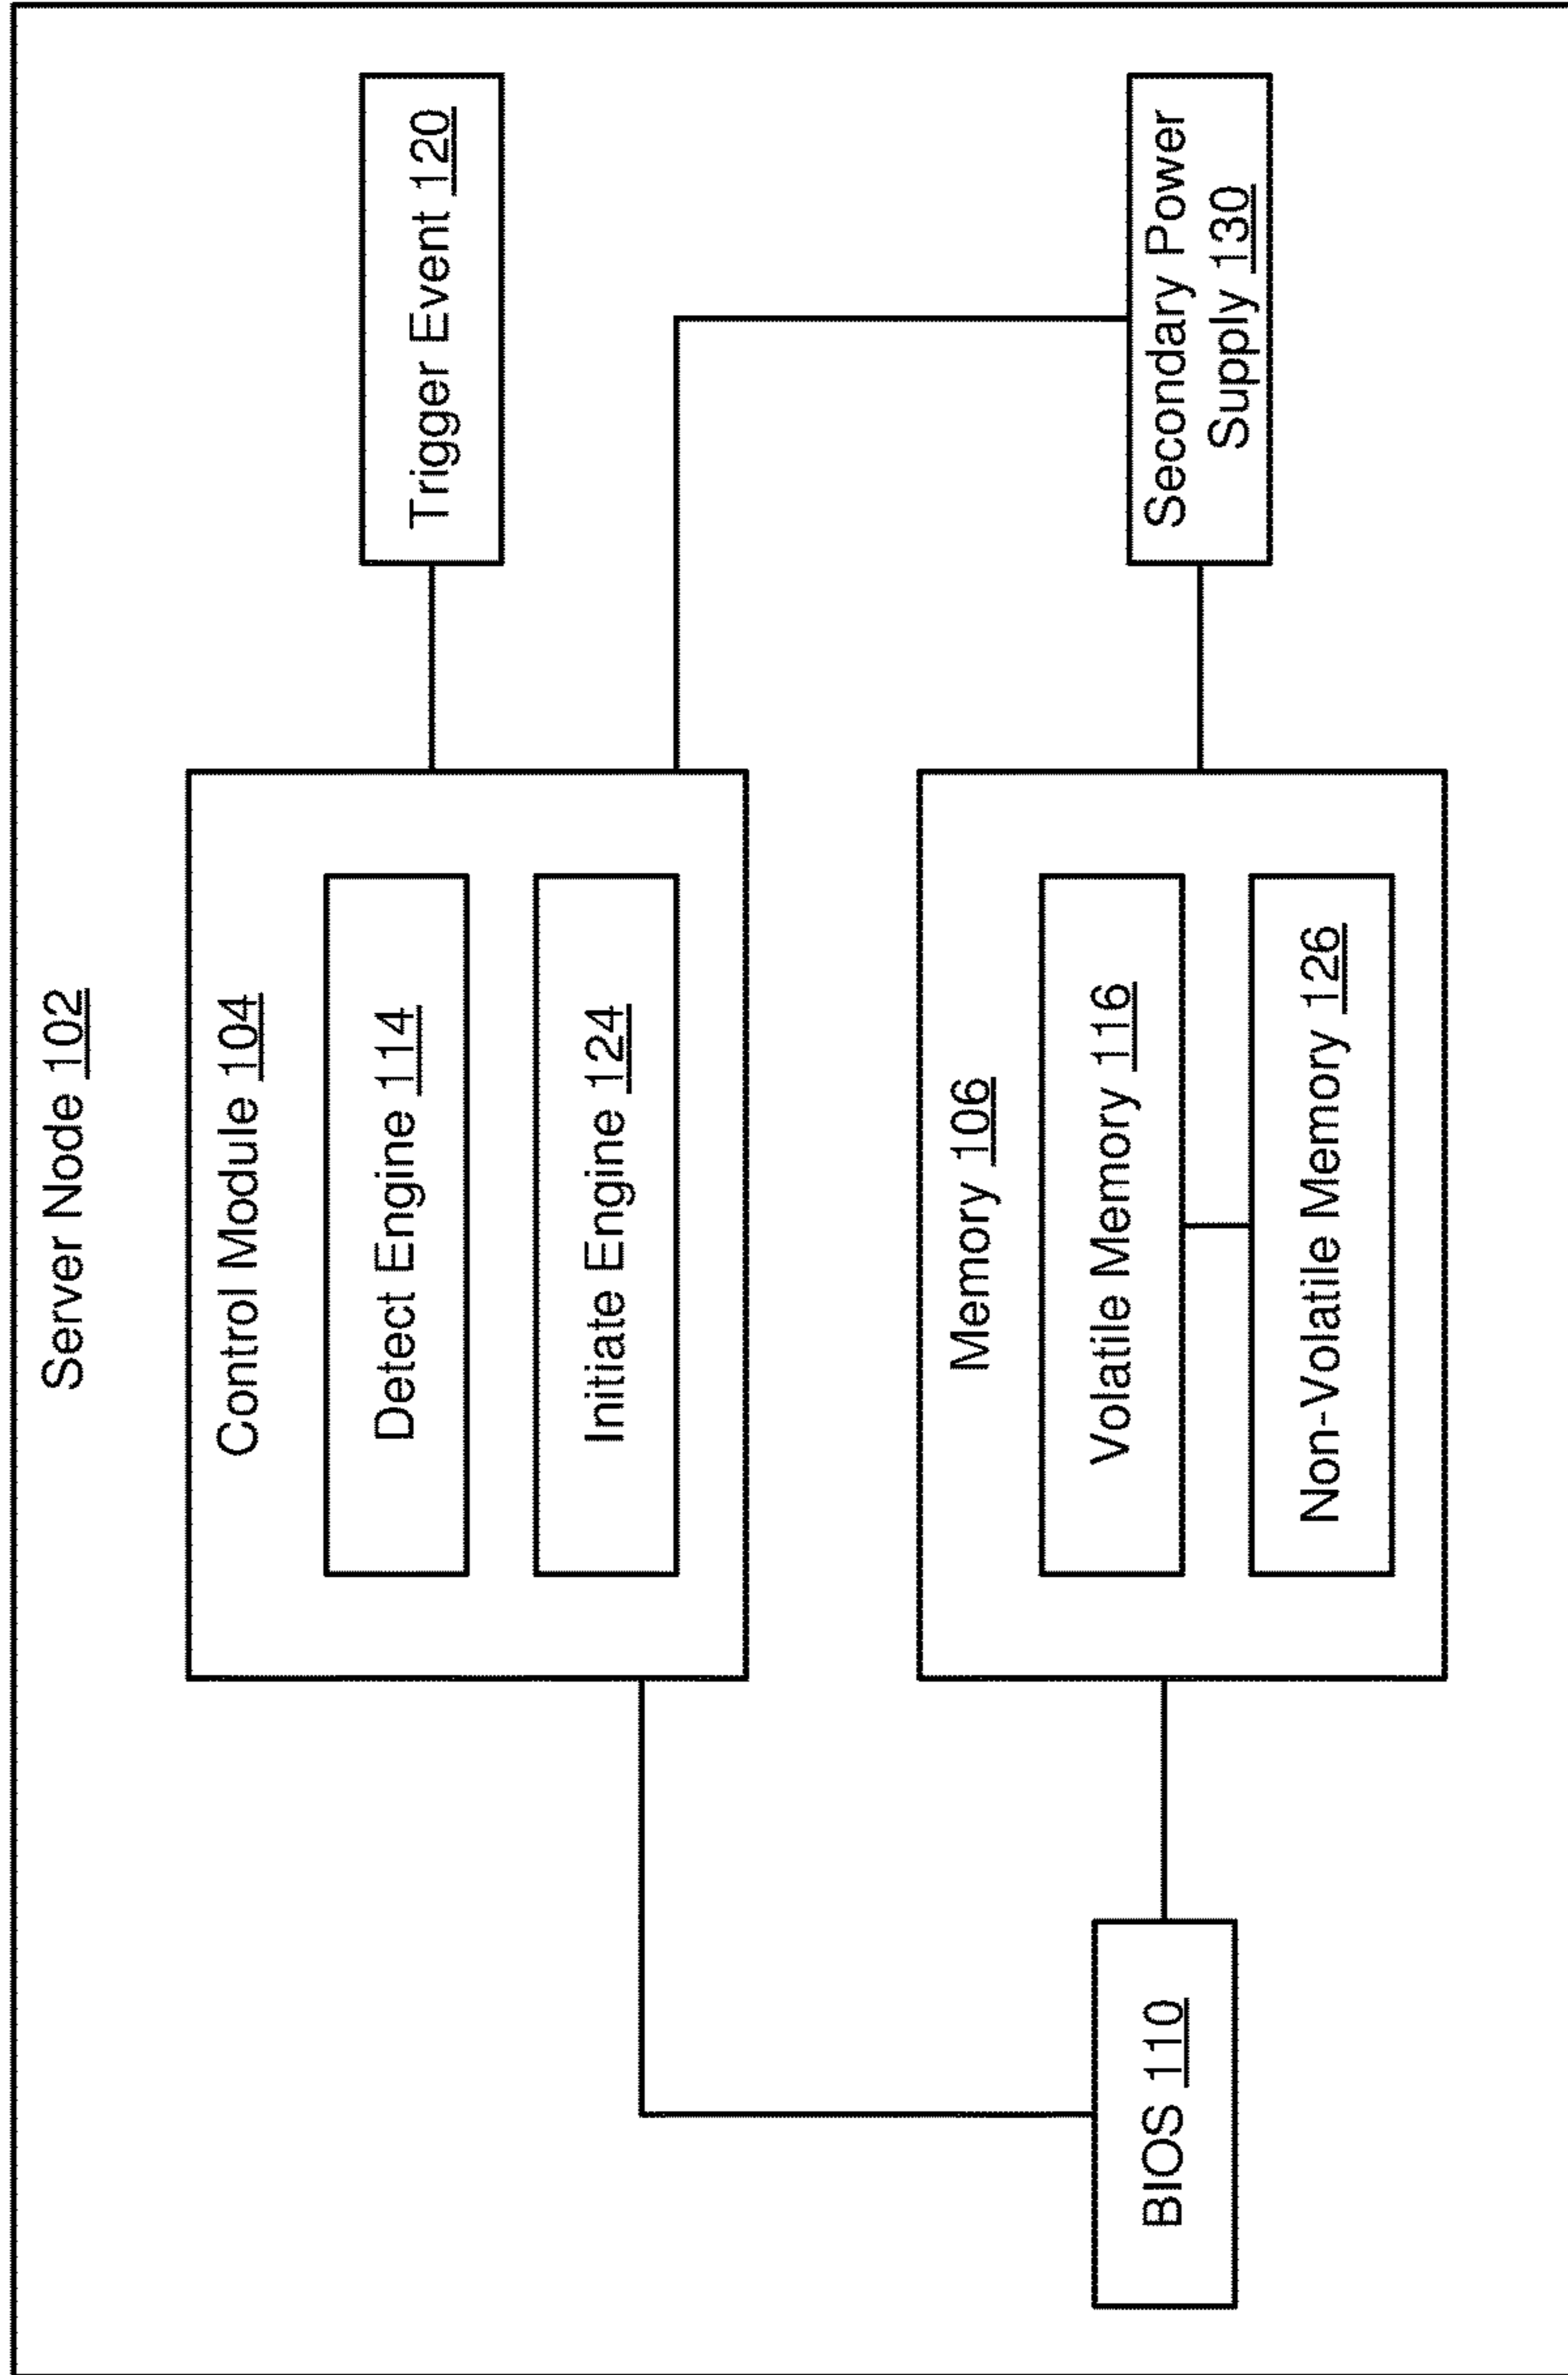 Server Node 102
Control Module 104
Detect Engine 114
Initiate Engine 124
Trigger Event 120
Memory 106
Volatile Memory 116
Non-Volatile Memory 126
BIOS 110
Secondary Power
Supply 130